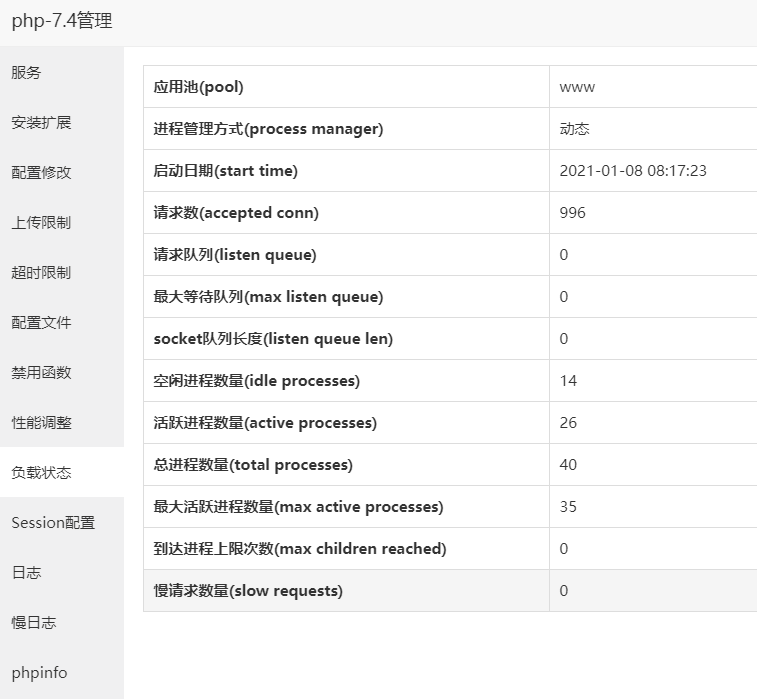 php-7.4管理
服务
安装扩展
配置修改
上传限制
超时限制
配置文件
禁用函数
性能调整
负载状态
Session配置
日志
慢日志
phpinfo
应用池(pool) www
进程管理方式(process manager) 动态
启动日期(start time) 2021-01-08 08:17:23
请求数(accepted conn) 996
请求队列(listen queue) 0
最大等待队列(max listen queue) 0
socket队列长度(listen queue len) 0
空闲进程数量(idle processes) 14
活跃进程数量(active processes) 26
总进程数量(total processes) 40
最大活跃进程数量(max active processes) 35
到达进程上限次数(max children reached) 0
慢请求数量(slow requests) 0